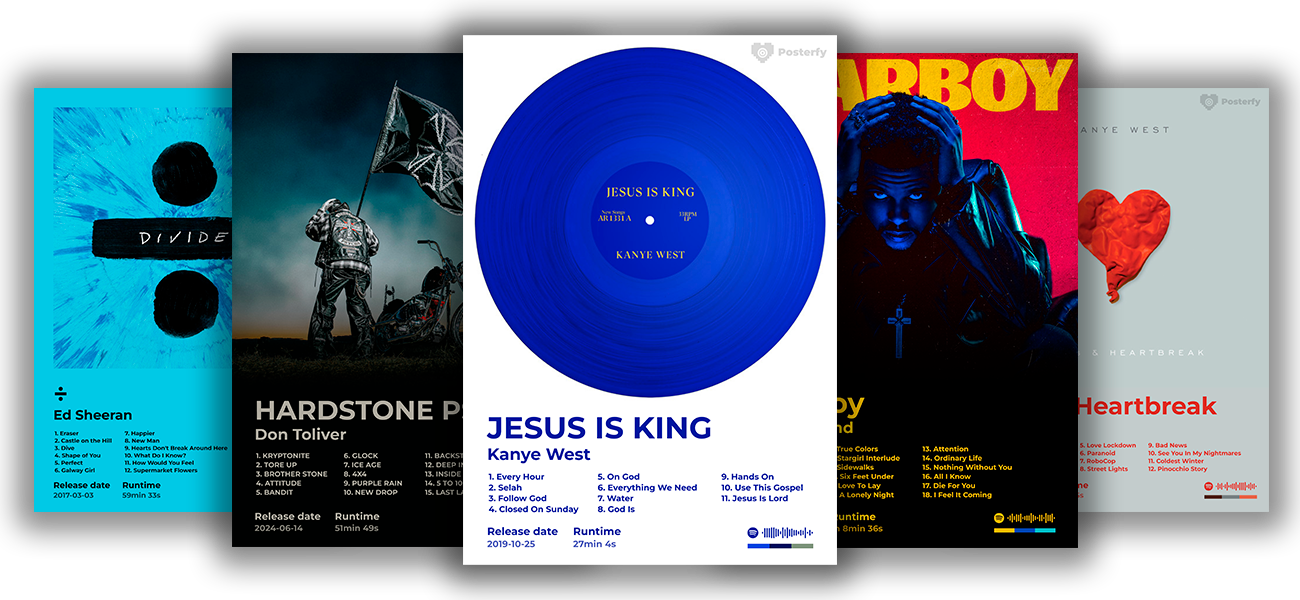 DIVIDE
Ed Sheeran
1. Eraser
2. Castle on the Hill
3. Dive
4. Shape of You
5. Perfect
6. Galway Girl
7. Happier
8. New Man
9. Hearts Don't Break Around Here
10. What Do I Know?
11. How Would You Feel
12. Supermarket Flowers
Release date
2017-03-03
Runtime
59min 33s
HARDSTONE PS
Don Toliver
1. KRYPTONITE
2. TORE UP
3. BROTHER STONE
4. ATTITUDE
5. BANDIT
6. GLOCK
7. ICE AGE
8. 4X4
9. PURPLE RAIN
10. NEW DROP
11. BACKST
12. DEEP IN
13. INSIDE
14. 5 TO 10
15. LAST LA
Release date
2024-06-14
Runtime
51min 49s
Posterfy
JESUS IS KING
New Songs
AR1331 A
33RPM
LP
KANYE WEST
JESUS IS KING
Kanye West
1. Every Hour
2. Selah
3. Follow God
4. Closed On Sunday
5. On God
6. Everything We Need
7. Water
8. God Is
9. Hands On
10. Use This Gospel
11. Jesus Is Lord
Release date
2019-10-25
Runtime
27min 4s
ARBOY
oy
nd
True Colors
Stargirl Interlude
Sidewalks
Six Feet Under
Love To Lay
A Lonely Night
13. Attention
14. Ordinary Life
15. Nothing Without You
16. All I Know
17. Die For You
18. I Feel It Coming
Runtime
8min 36s
Posterfy
ANYE WEST
& HEARTBREAK
Heartbreak
5. Love Lockdown
6. Paranoid
7. RoboCop
8. Street Lights
9. Bad News
10. See You In My Nightmares
11. Coldest Winter
12. Pinocchio Story